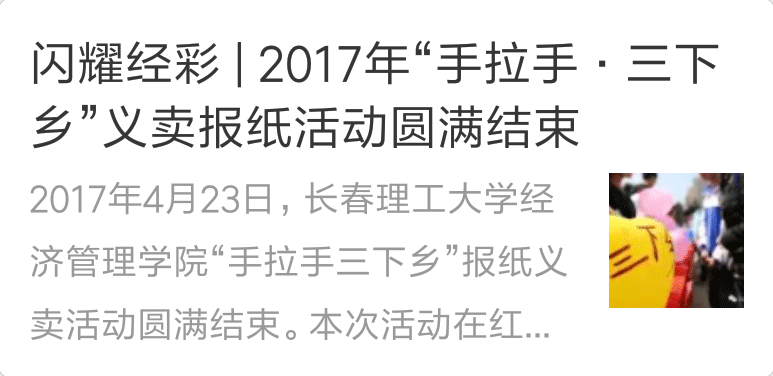 闪耀经彩 | 2017年“手拉手·三下
乡”义卖报纸活动圆满结束
2017年4月23日，长春理工大学经
济管理学院“手拉手三下乡”报纸义
卖活动圆满结束。本次活动在红...
三下